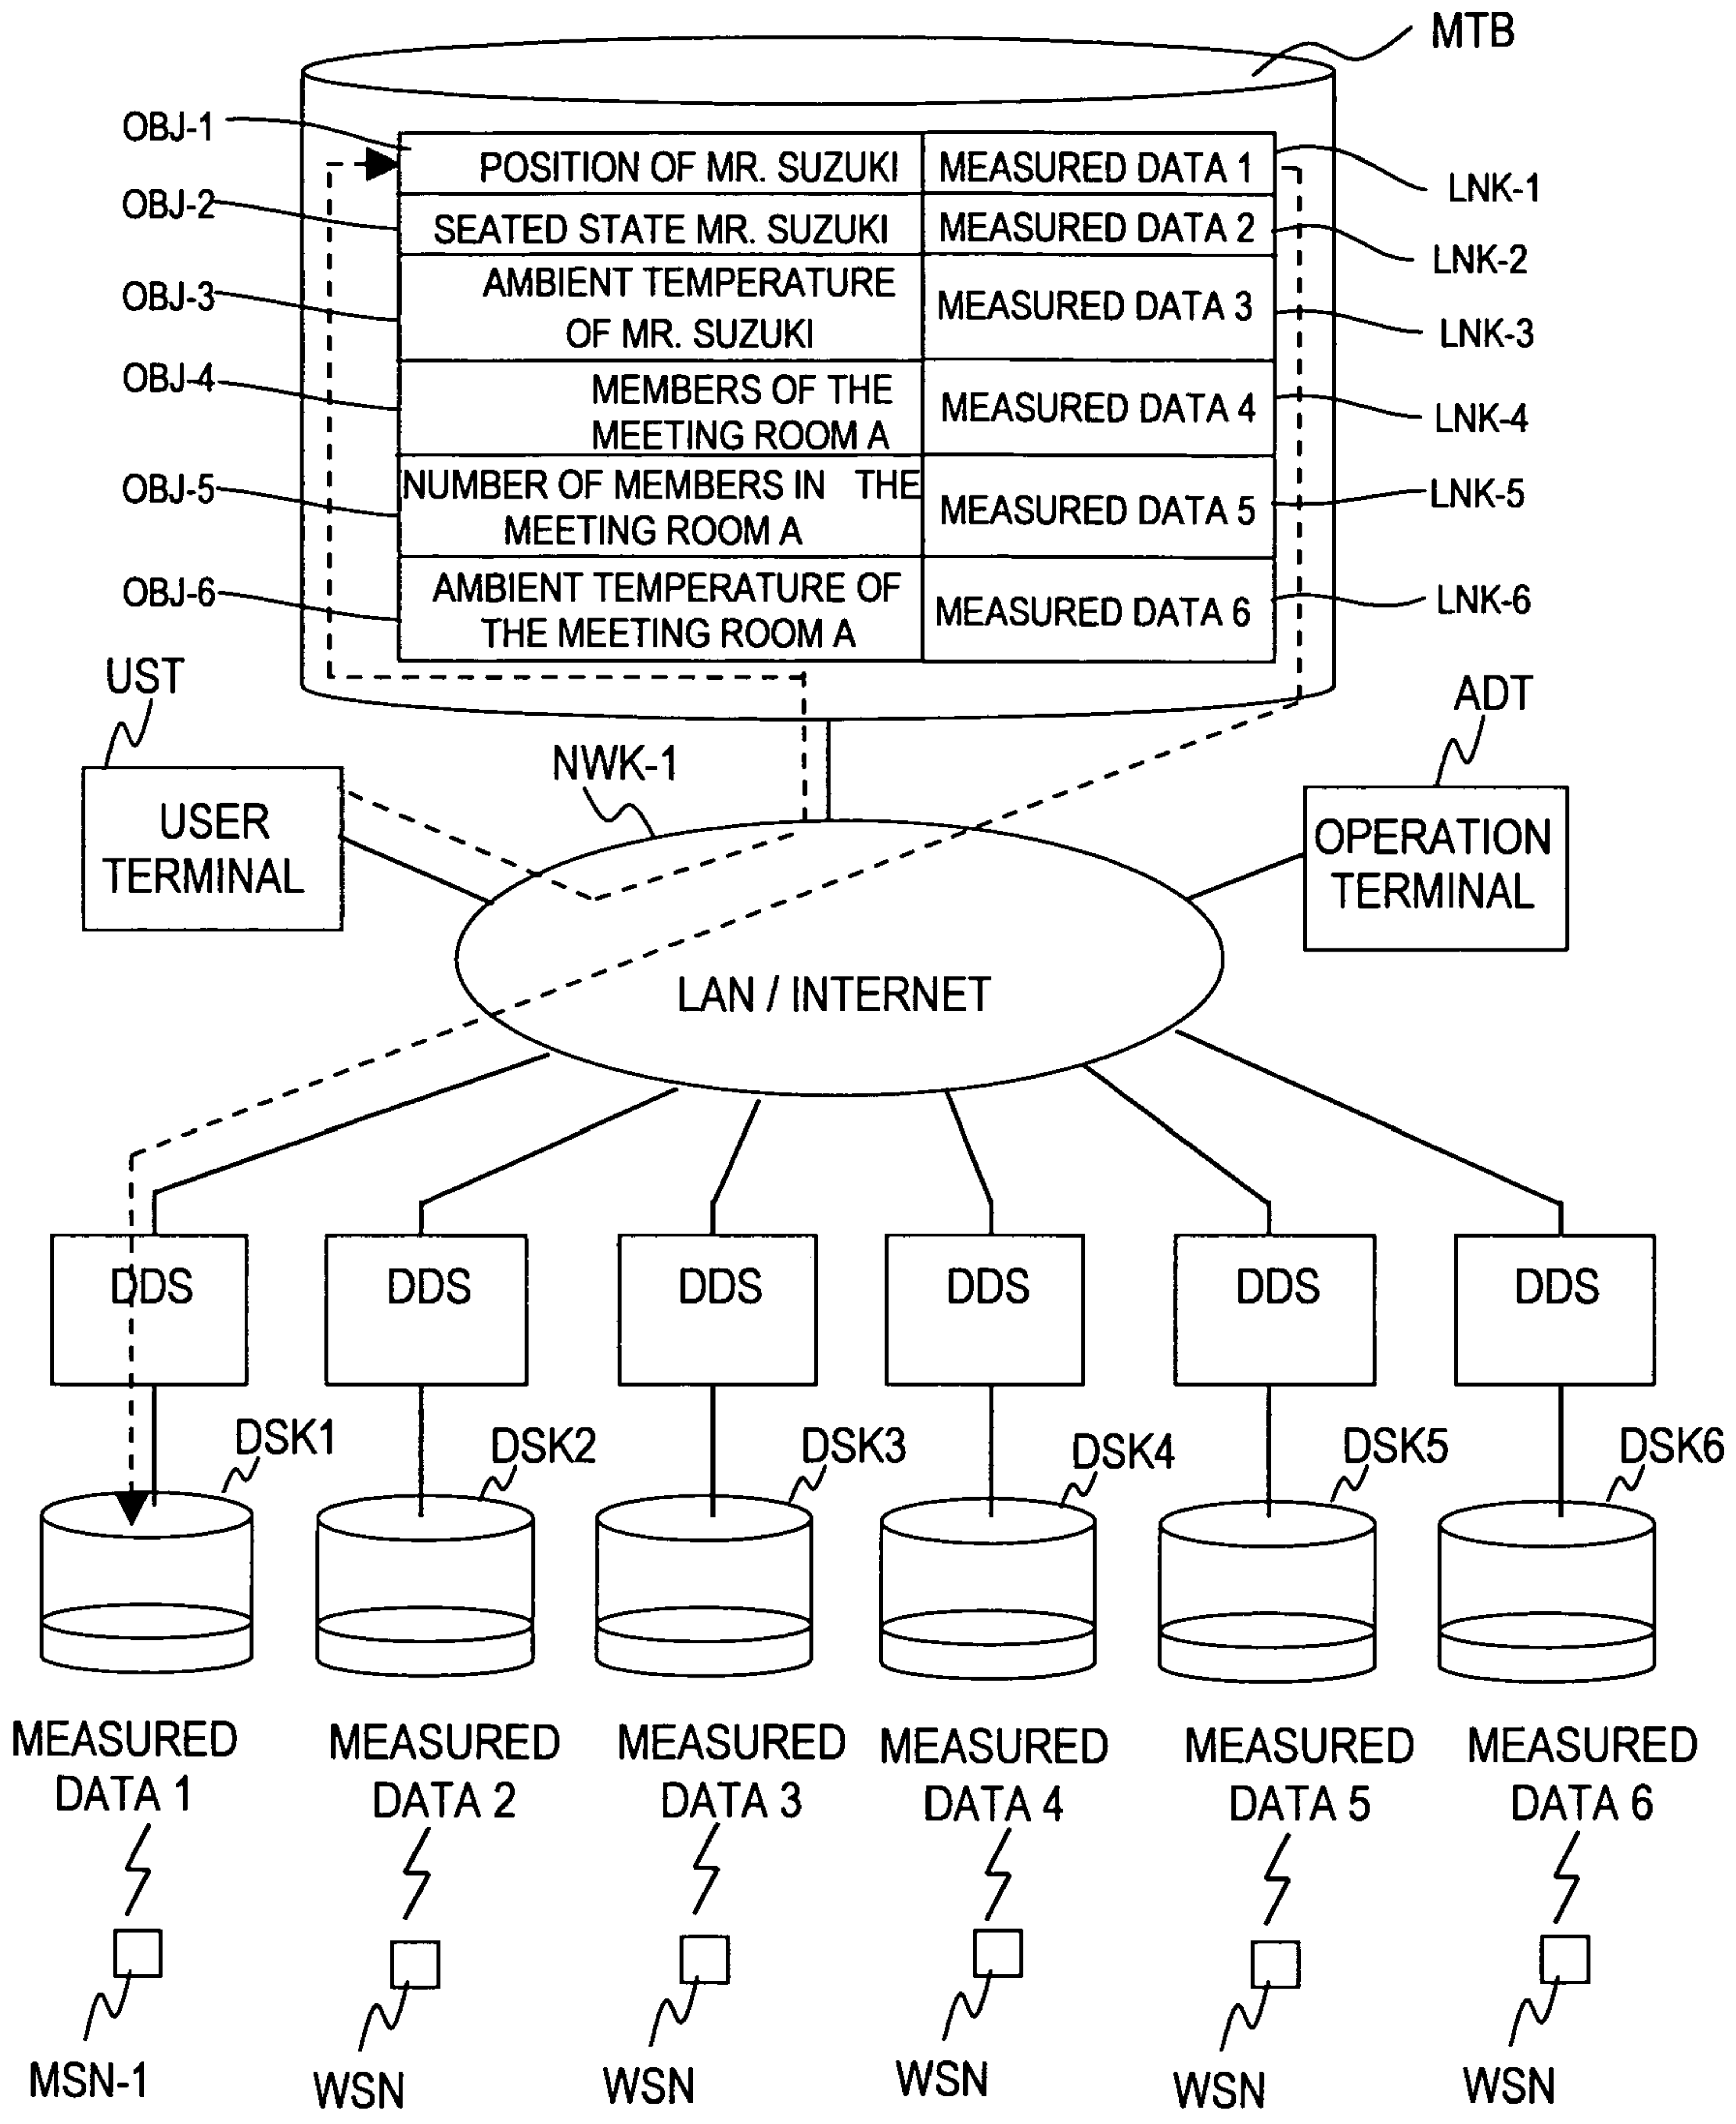 MTB
OBJ-1
POSITION OF MR. SUZUKI
MEASURED DATA 1
LNK-1
OBJ-2
SEATED STATE MR. SUZUKI
MEASURED DATA 2
LNK-2
OBJ-3
AMBIENT TEMPERATURE
OF MR. SUZUKI
MEASURED DATA 3
LNK-3
OBJ-4
MEMBERS OF THE
MEETING ROOM A
MEASURED DATA 4
LNK-4
OBJ-5
NUMBER OF MEMBERS IN THE
MEETING ROOM A
MEASURED DATA 5
LNK-5
OBJ-6
AMBIENT TEMPERATURE OF
THE MEETING ROOM A
MEASURED DATA 6
LNK-6
UST
USER
TERMINAL
NWK-1
ADT
OPERATION
TERMINAL
LAN / INTERNET
DDS
DDS
DDS
DDS
DDS
DDS
DSK1
DSK2
DSK3
DSK4
DSK5
DSK6
MEASURED
DATA 1
MEASURED
DATA 2
MEASURED
DATA 3
MEASURED
DATA 4
MEASURED
DATA 5
MEASURED
DATA 6
MSN-1
WSN
WSN
WSN
WSN
WSN